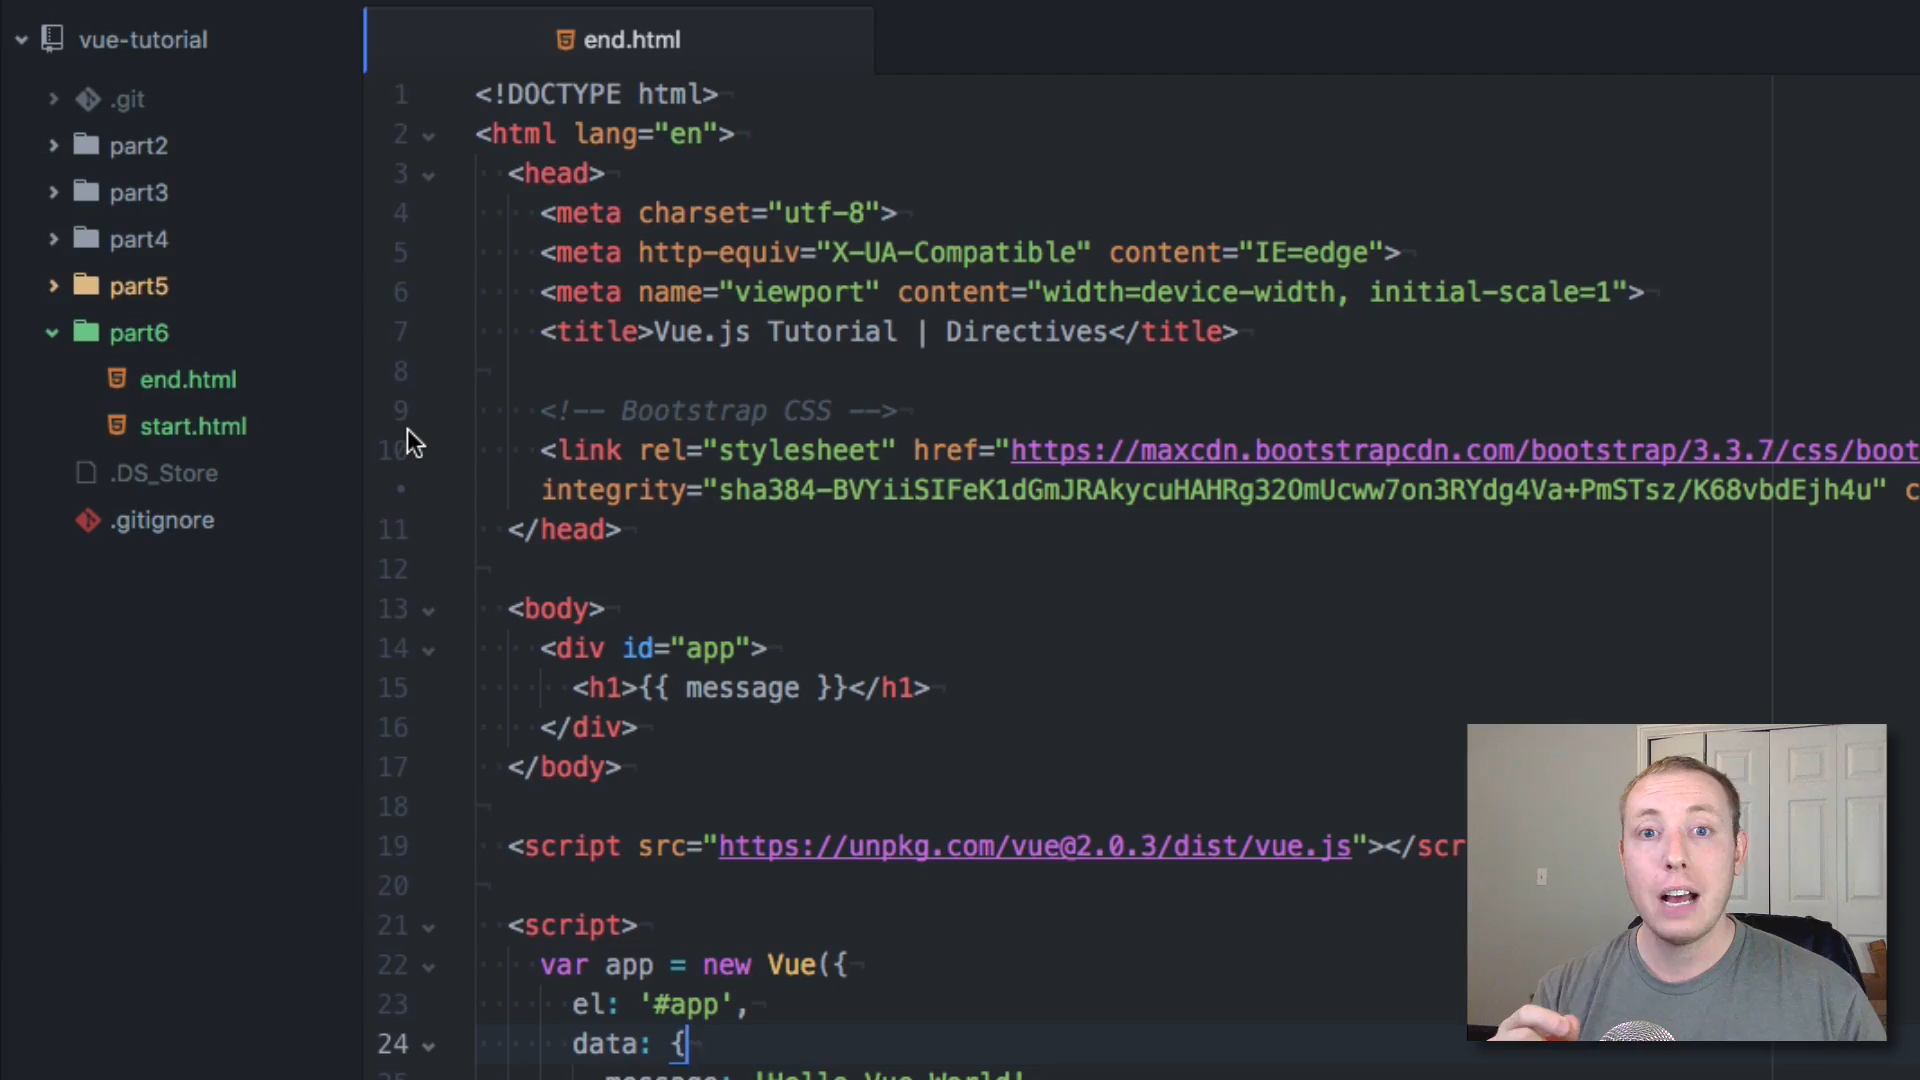 vue-tutorial
.git
part2
part3
part4
part5
part6
end.html
start.html
.DS_Store
.gitignore
end.html
1 <!DOCTYPE html>
2 <html lang="en">
3 <head>
4 <meta charset="utf-8">
5 <meta http-equiv="X-UA-Compatible" content="IE=edge">
6 <meta name="viewport" content="width=device-width, initial-scale=1">
7 <title>Vue.js Tutorial | Directives</title>
8
9 <!-- Bootstrap CSS -->
10 <link rel="stylesheet" href="https://maxcdn.bootstrapcdn.com/bootstrap/3.3.7/css/boot
integrity="sha384-BVYiiSIFeK1dGmJRAkycuHAHRg32OmUcww7on3RYdg4Va+PmSTsz/K68vbdEjh4u" c
11 </head>
12
13 <body>
14 <div id="app">
15 <h1>{{ message }}</h1>
16 </div>
17 </body>
18
19 <script src="https://unpkg.com/vue@2.0.3/dist/vue.js"></scr
20
21 <script>
22 var app = new Vue({
23 el: '#app',
24 data: {
message: 'Hello Vue World!